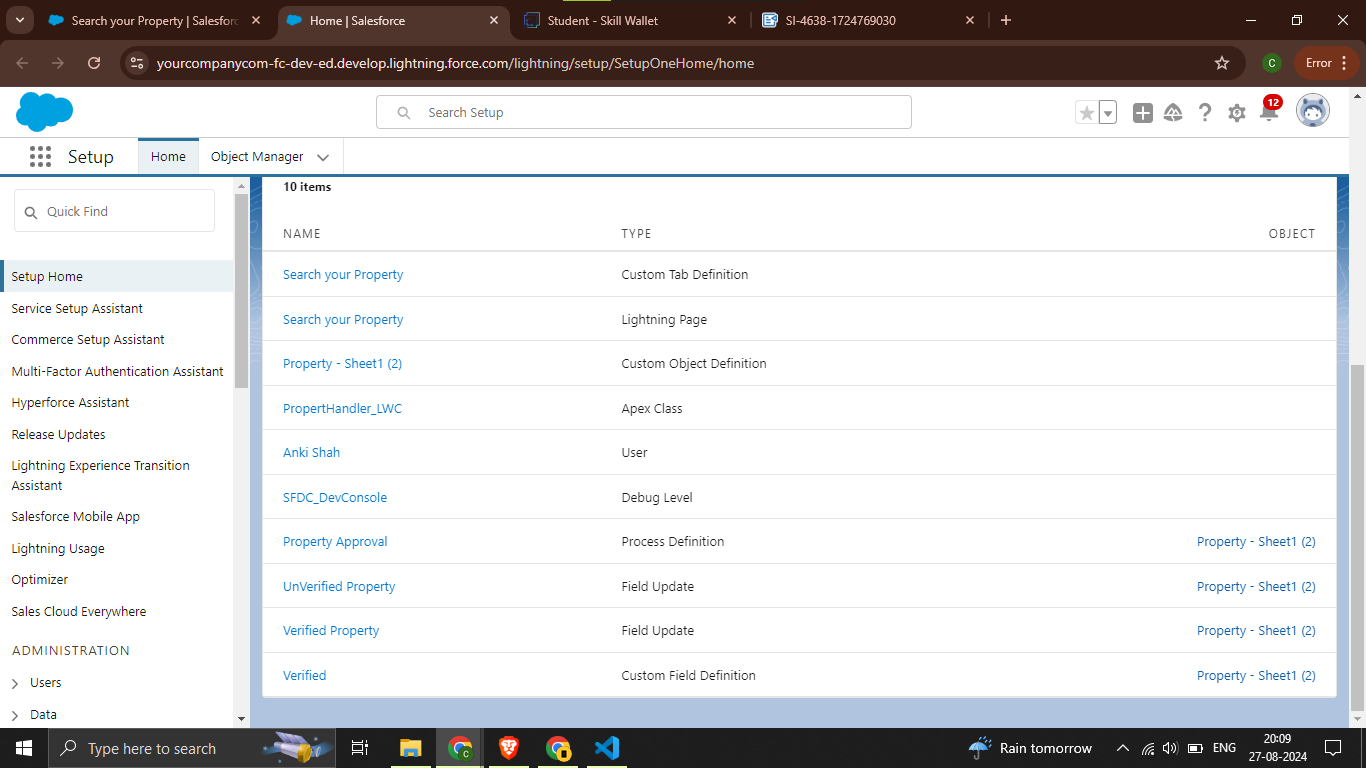 Search your Property | Salesforc
Home | Salesforce
Student - Skill Wallet
SI-4638-1724769030
yourcompanycom-fc-dev-ed.develop.lightning.force.com/lightning/setup/SetupOneHome/home
C
Error
Search Setup
12
Setup
Home
Object Manager
Quick Find
Setup Home
Service Setup Assistant
Commerce Setup Assistant
Multi-Factor Authentication Assistant
Hyperforce Assistant
Release Updates
Lightning Experience Transition
Assistant
Salesforce Mobile App
Lightning Usage
Optimizer
Sales Cloud Everywhere
ADMINISTRATION
Users
Data
10 items
NAME TYPE OBJECT
Search your Property Custom Tab Definition
Search your Property Lightning Page
Property - Sheet1 (2) Custom Object Definition
PropertHandler_LWC Apex Class
Anki Shah User
SFDC_DevConsole Debug Level
Property Approval Process Definition Property - Sheet1 (2)
UnVerified Property Field Update Property - Sheet1 (2)
Verified Property Field Update Property - Sheet1 (2)
Verified Custom Field Definition Property - Sheet1 (2)
Type here to search
Rain tomorrow
ENG
20:09
27-08-2024